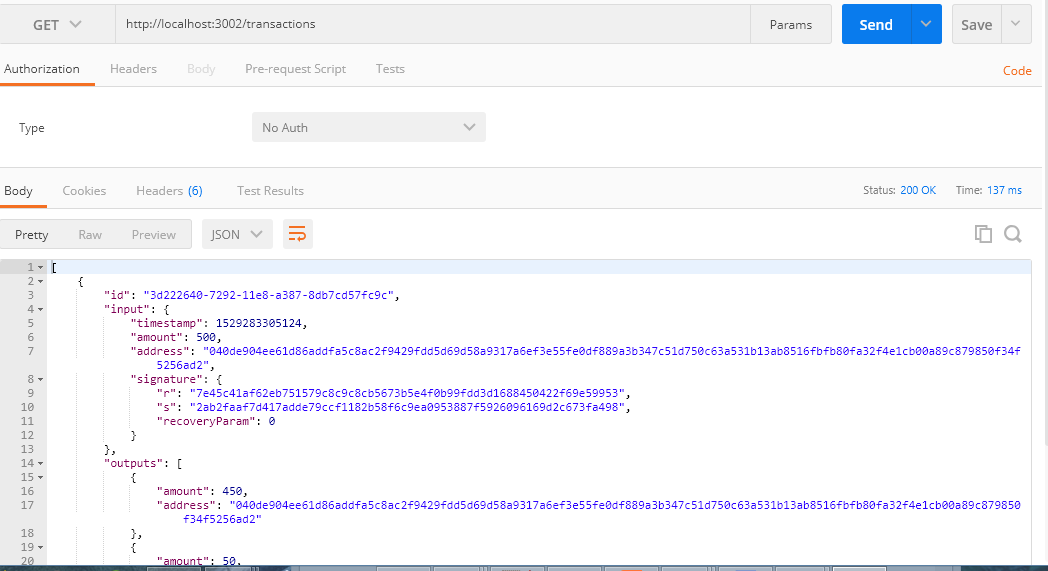 GET http://localhost:3002/transactions Params Send Save
Authorization Headers Body Pre-request Script Tests Code
Type No Auth
Body Cookies Headers (6) Test Results Status: 200 OK Time: 137 ms
Pretty Raw Preview JSON
1 [
2 {
3 "id": "3d222640-7292-11e8-a387-8db7cd57fc9c",
4 "input": {
5 "timestamp": 1529283305124,
6 "amount": 500,
7 "address": "040de904ee61d86addfa5c8ac2f9429fdd5d69d58a9317a6ef3e55fe0df889a3b347c51d750c63a531b13ab8516fbfb80fa32f4e1cb00a89c879850f34f
5256ad2",
8 "signature": {
9 "r": "7e45c41af62eb751579c8c9c8cb5673b5e4f0b99fdd3d1688450422f69e59953",
10 "s": "2ab2faaf7d417adde79ccf1182b58f6c9ea0953887f5926096169d2c673fa498",
11 "recoveryParam": 0
12 }
13 },
14 "outputs": [
15 {
16 "amount": 450,
17 "address": "040de904ee61d86addfa5c8ac2f9429fdd5d69d58a9317a6ef3e55fe0df889a3b347c51d750c63a531b13ab8516fbfb80fa32f4e1cb00a89c879850
f34f5256ad2"
18 },
19 {
20 "amount": 50,